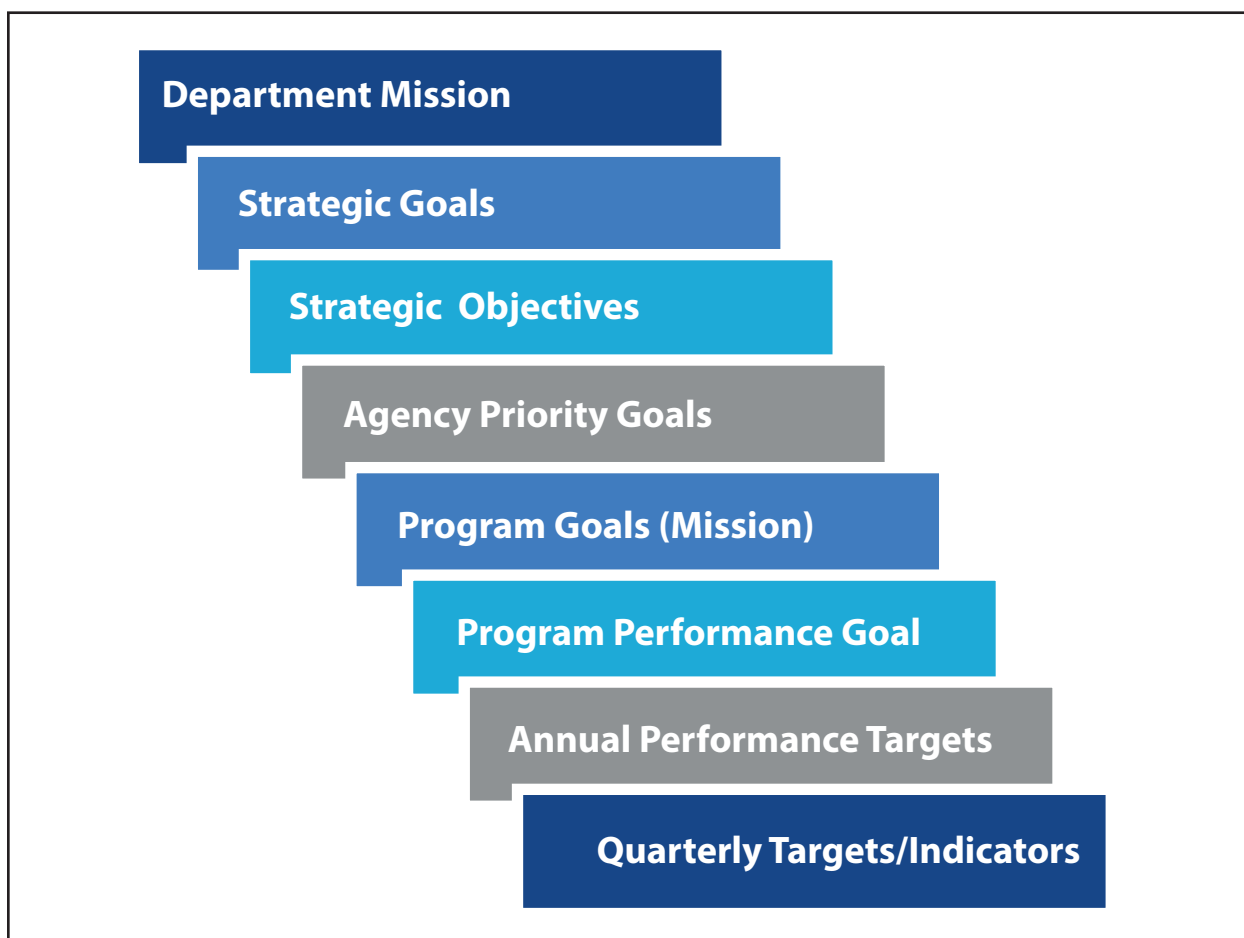 Department Mission
Strategic Goals
Strategic Objectives
Agency Priority Goals
Program Goals (Mission)
Program Performance Goal
Annual Performance Targets
Quarterly Targets/Indicators